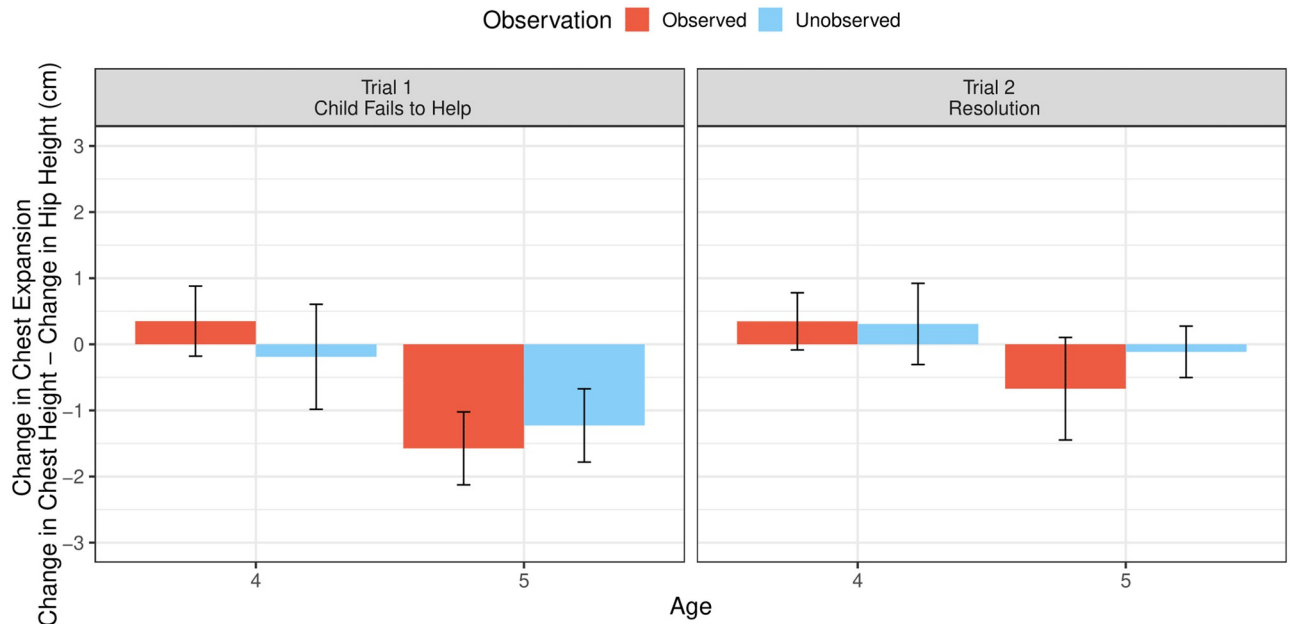 Observation Observed Unobserved
Trial 1
Child Fails to Help
Trial 2
Resolution
Change in Chest Expansion
Change in Chest Height − Change in Hip Height (cm)
3
2
1
0
−1
−2
−3
4 5 4 5
Age